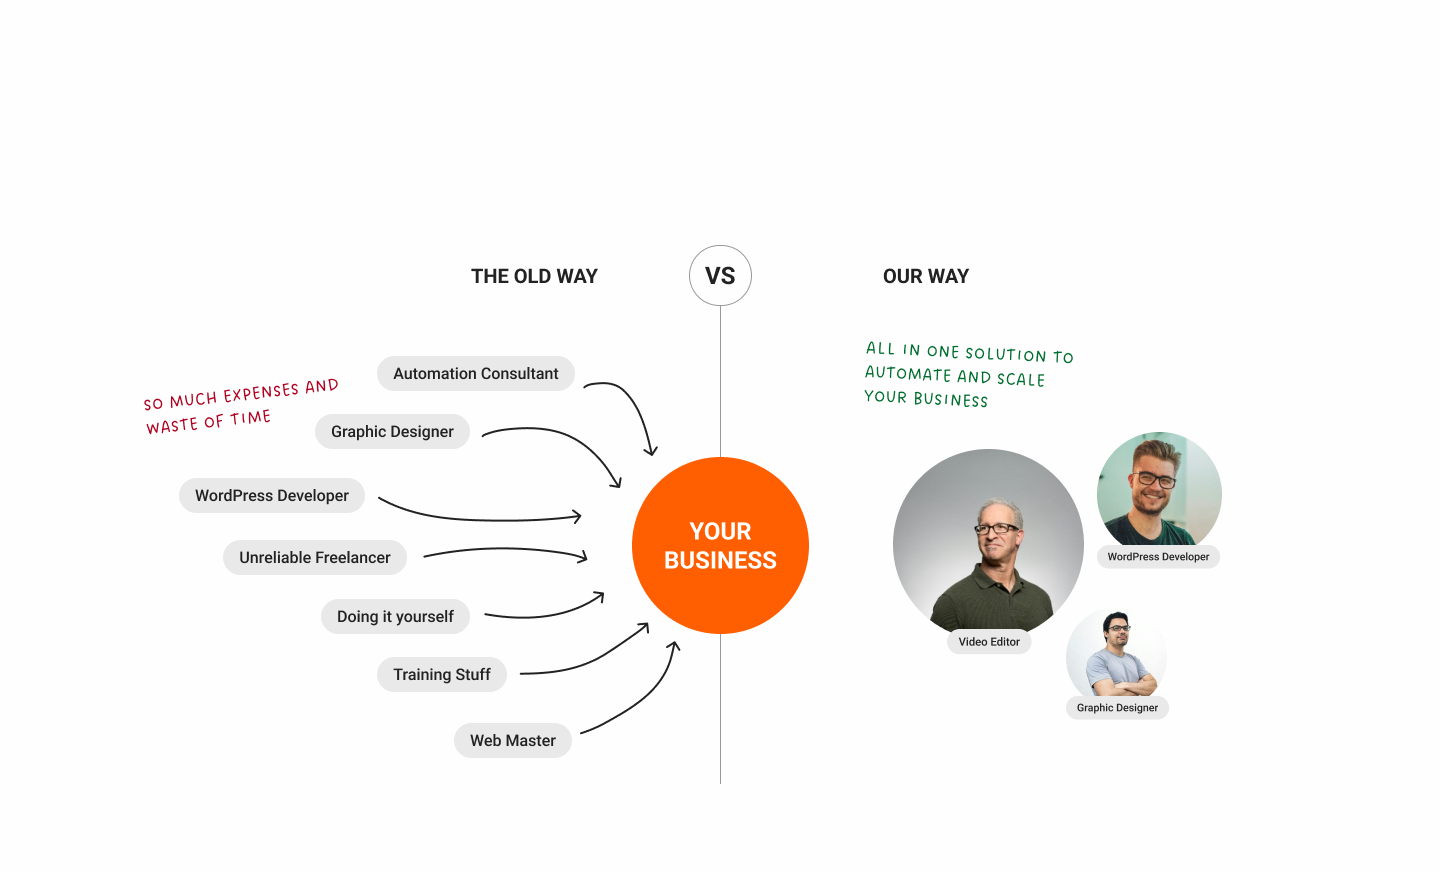 THE OLD WAY
VS
OUR WAY
SO MUCH EXPENSES AND
WASTE OF TIME
Automation Consultant
Graphic Designer
WordPress Developer
Unreliable Freelancer
Doing it yourself
Training Stuff
Web Master
YOUR
BUSINESS
ALL IN ONE SOLUTION TO
AUTOMATE AND SCALE
YOUR BUSINESS
WordPress Developer
Video Editor
Graphic Designer